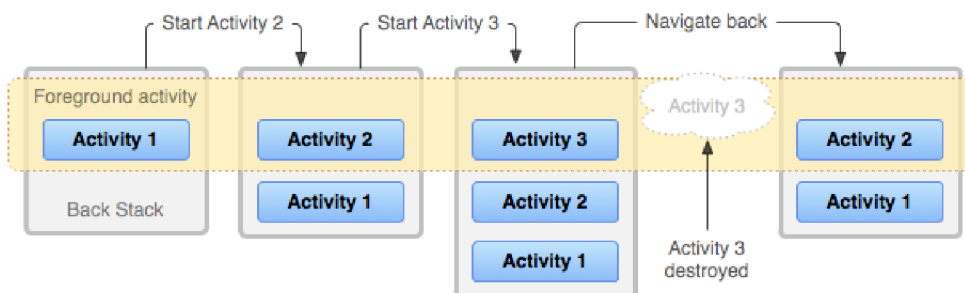 Start Activity 2
Start Activity 3
Navigate back
Foreground activity
Activity 1
Back Stack
Activity 2
Activity 1
Activity 3
Activity 2
Activity 1
Activity 3
Activity 3
destroyed
Activity 2
Activity 1